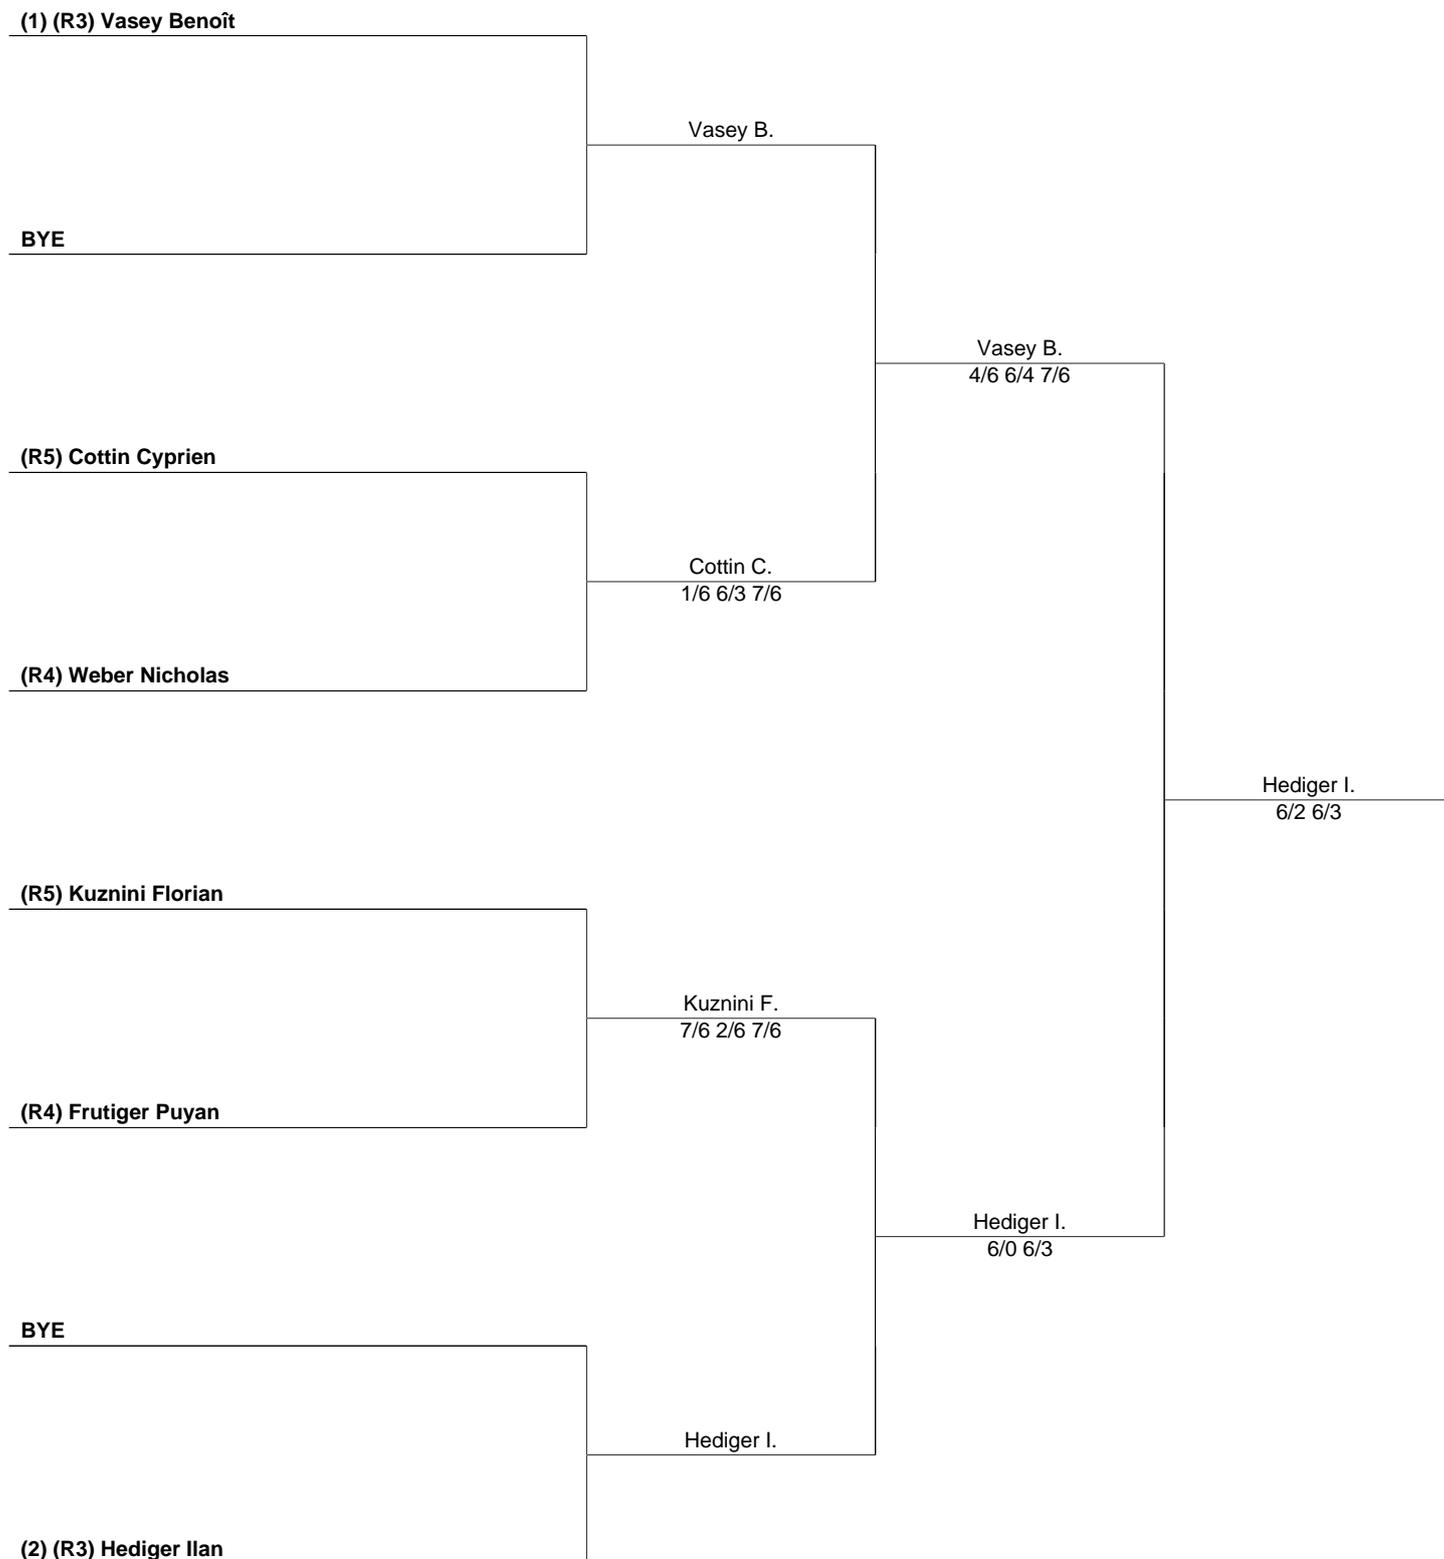 (1) (R3) Vasey Benoît
Vasey B.
BYE
Vasey B.
4/6 6/4 7/6
(R5) Cottin Cyprien
Cottin C.
1/6 6/3 7/6
(R4) Weber Nicholas
Hediger I.
6/2 6/3
(R5) Kuznini Florian
Kuznini F.
7/6 2/6 7/6
(R4) Frutiger Puyan
Hediger I.
6/0 6/3
BYE
Hediger I.
(2) (R3) Hediger Ilan